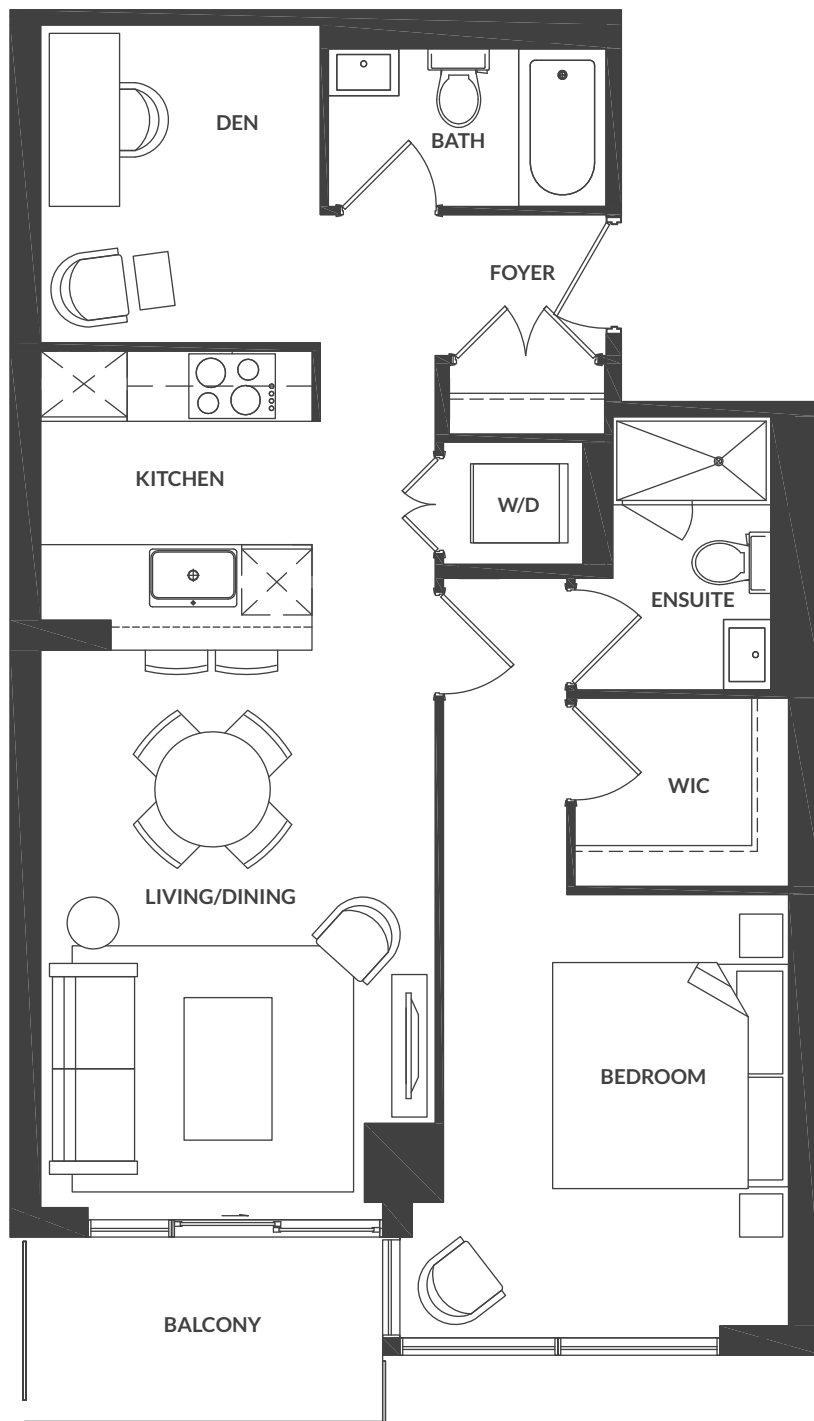 DEN
BATH
FOYER
KITCHEN
W/D
ENSUITE
WIC
LIVING/DINING
BEDROOM
BALCONY